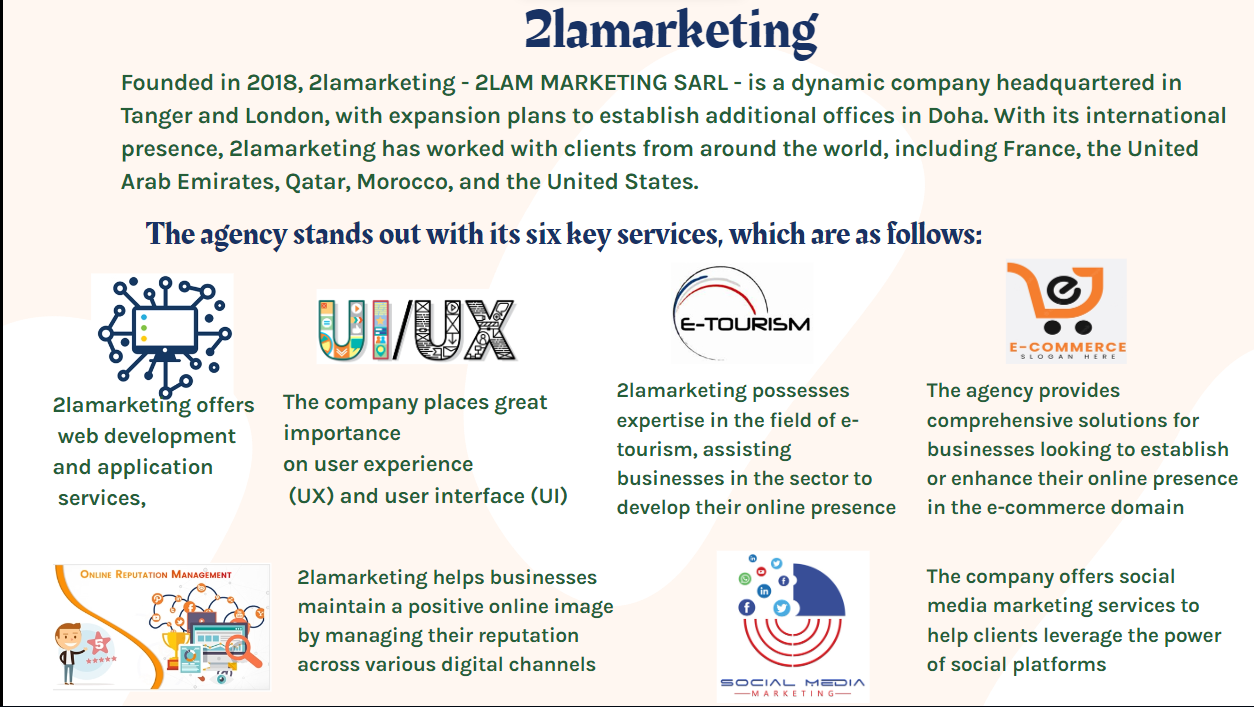 2lamarketing
Founded in 2018, 2lamarketing - 2LAM MARKETING SARL - is a dynamic company headquartered in
Tanger and London, with expansion plans to establish additional offices in Doha. With its international
presence, 2lamarketing has worked with clients from around the world, including France, the United
Arab Emirates, Qatar, Morocco, and the United States.
The agency stands out with its six key services, which are as follows:
2lamarketing offers
web development
and application
services,
UI/UX
The company places great
importance
on user experience
(UX) and user interface (UI)
E-TOURISM
2lamarketing possesses
expertise in the field of e-
tourism, assisting
businesses in the sector to
develop their online presence
e
E-COMMERCE
SLOGAN HERE
The agency provides
comprehensive solutions for
businesses looking to establish
or enhance their online presence
in the e-commerce domain
ONLINE REPUTATION MANAGEMENT
5
2lamarketing helps businesses
maintain a positive online image
by managing their reputation
across various digital channels
SOCIAL MEDIA
MARKETING
The company offers social
media marketing services to
help clients leverage the power
of social platforms